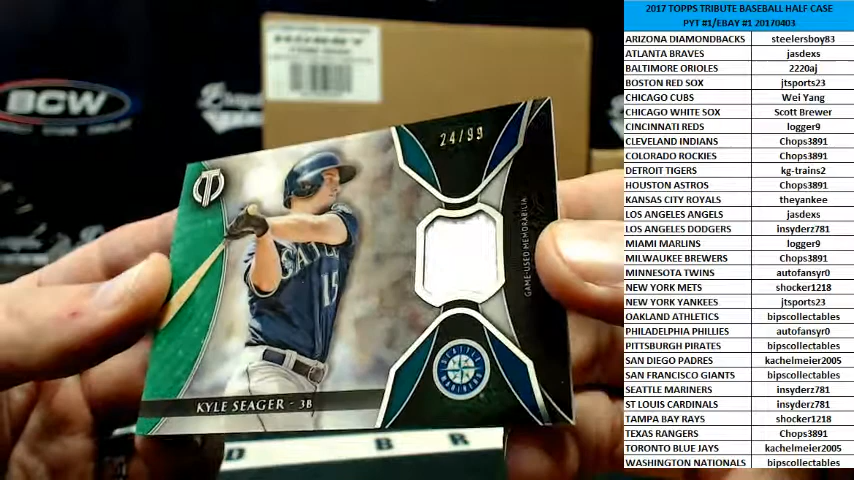 BCW
24/99
GAME-USED MEMORABILIA
SEATTLE
MARINERS
15
KYLE SEAGER - 3B
D B R
2017 TOPPS TRIBUTE BASEBALL HALF CASE
PYT #1/EBAY #1 20170403
ARIZONA DIAMONDBACKS steelersboy83
ATLANTA BRAVES jasdexs
BALTIMORE ORIOLES 2220aj
BOSTON RED SOX jtsports23
CHICAGO CUBS Wei Yang
CHICAGO WHITE SOX Scott Brewer
CINCINNATI REDS logger9
CLEVELAND INDIANS Chops3891
COLORADO ROCKIES Chops3891
DETROIT TIGERS kg-trains2
HOUSTON ASTROS Chops3891
KANSAS CITY ROYALS theyankee
LOS ANGELES ANGELS jasdexs
LOS ANGELES DODGERS insyderz781
MIAMI MARLINS logger9
MILWAUKEE BREWERS Chops3891
MINNESOTA TWINS autofansyr0
NEW YORK METS shocker1218
NEW YORK YANKEES jtsports23
OAKLAND ATHLETICS bipscollectables
PHILADELPHIA PHILLIES autofansyr0
PITTSBURGH PIRATES bipscollectables
SAN DIEGO PADRES kachelmeier2005
SAN FRANCISCO GIANTS bipscollectables
SEATTLE MARINERS insyderz781
ST LOUIS CARDINALS insyderz781
TAMPA BAY RAYS shocker1218
TEXAS RANGERS Chops3891
TORONTO BLUE JAYS kachelmeier2005
WASHINGTON NATIONALS bipscollectables